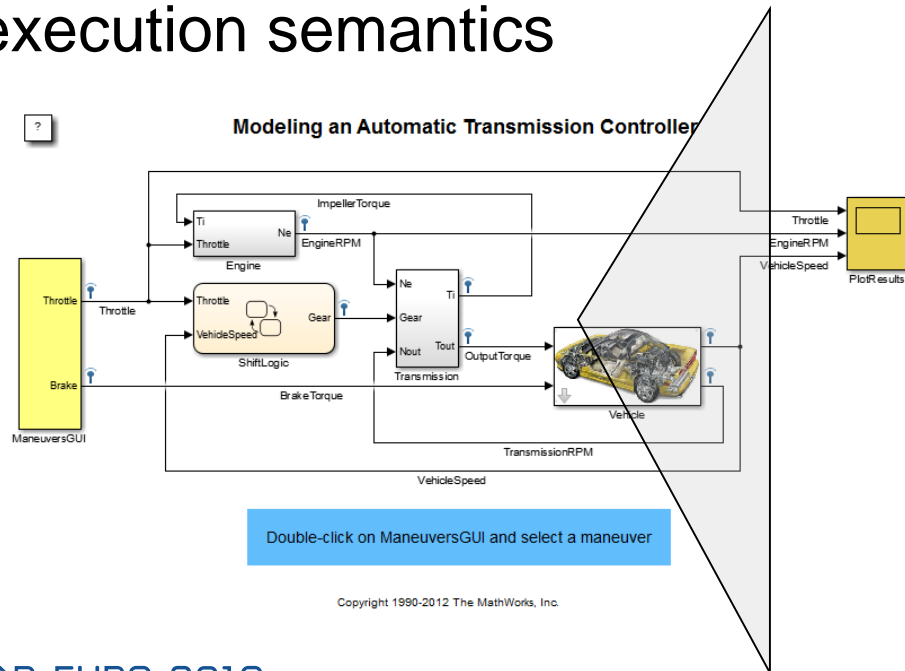 execution semantics
?
Modeling an Automatic Transmission Controller
ImpellerTorque
Ti
Throttle
Ne
EngineRPM
Engine
Throttle
EngineRPM
VehicleSpeed
PlotResults
Throttle
Brake
ManeuversGUI
Throttle
Throttle
VehicleSpeed
Gear
ShiftLogic
Ne
Gear
Nout
Ti
Tout
Transmission
OutputTorque
BrakeTorque
Vehicle
TransmissionRPM
VehicleSpeed
Double-click on ManeuversGUI and select a maneuver
Copyright 1990-2012 The MathWorks, Inc.